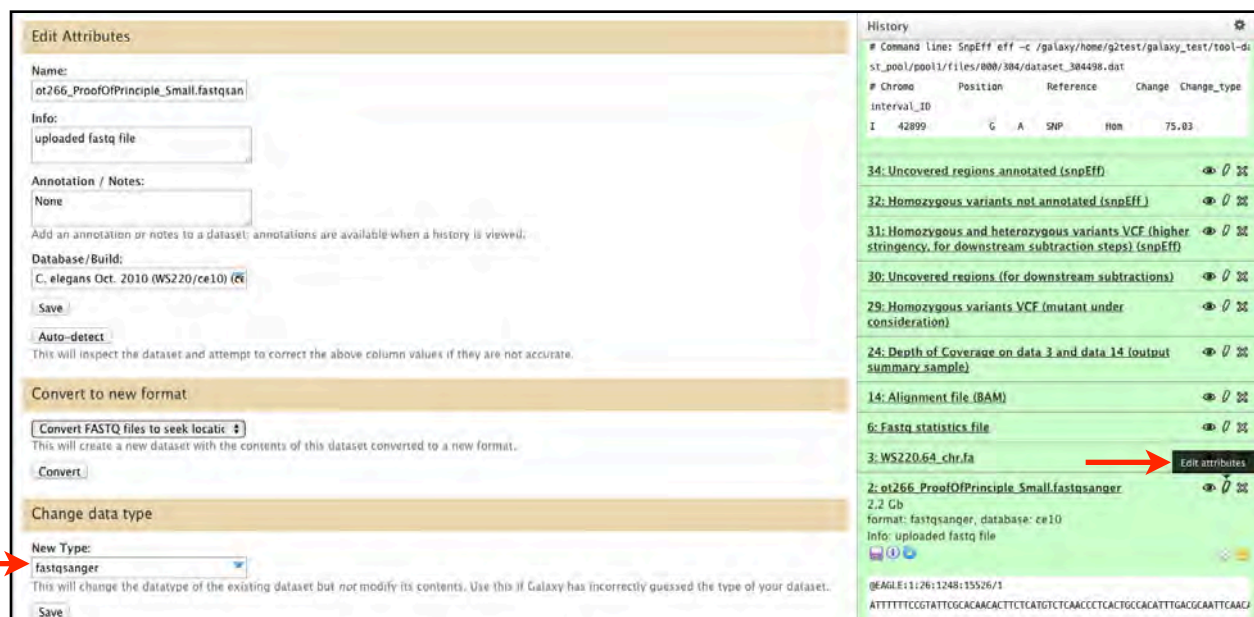 Edit Attributes
Name:
ot266_ProofOfPrinciple_Small.fastqsan
Info:
uploaded fastq file
Annotation / Notes:
None
Add an annotation or notes to a dataset; annotations are available when a history is viewed.
Database/Build:
C. elegans Oct. 2010 (WS220/ce10) (ce
Save
Auto-detect
This will inspect the dataset and attempt to correct the above column values if they are not accurate.
Convert to new format
Convert FASTQ files to seek locatic
This will create a new dataset with the contents of this dataset converted to a new format.
Convert
Change data type
New Type:
fastqsanger
This will change the datatype of the existing dataset but not modify its contents. Use this if Galaxy has incorrectly guessed the type of your dataset.
Save
History
# Command line: SnpEff eff -c /galaxy/home/g2test/galaxy_test/tool-da
st_pool/pool1/files/000/304/dataset_304498.dat
# Chromo Position Reference Change Change_type
interval_ID
I 42899 G A SNP Hom 75.03
34: Uncovered regions annotated (snpEff)
32: Homozygous variants not annotated (snpEff )
31: Homozygous and heterozygous variants VCF (higher
stringency, for downstream subtraction steps) (snpEff)
30: Uncovered regions (for downstream subtractions)
29: Homozygous variants VCF (mutant under
consideration)
24: Depth of Coverage on data 3 and data 14 (output
summary sample)
14: Alignment file (BAM)
6: Fastq statistics file
3: WS220.64_chr.fa
Edit attributes
2: ot266_ProofOfPrinciple_Small.fastqsanger
2.2 Gb
format: fastqsanger, database: ce10
Info: uploaded fastq file
@EAGLE:1:26:1248:15526/1
ATTTTTTCCGTATTCGCACAACACTTCTCATGTCTCAACCCTCACTGCCACATTTGACGCAATTCAACA